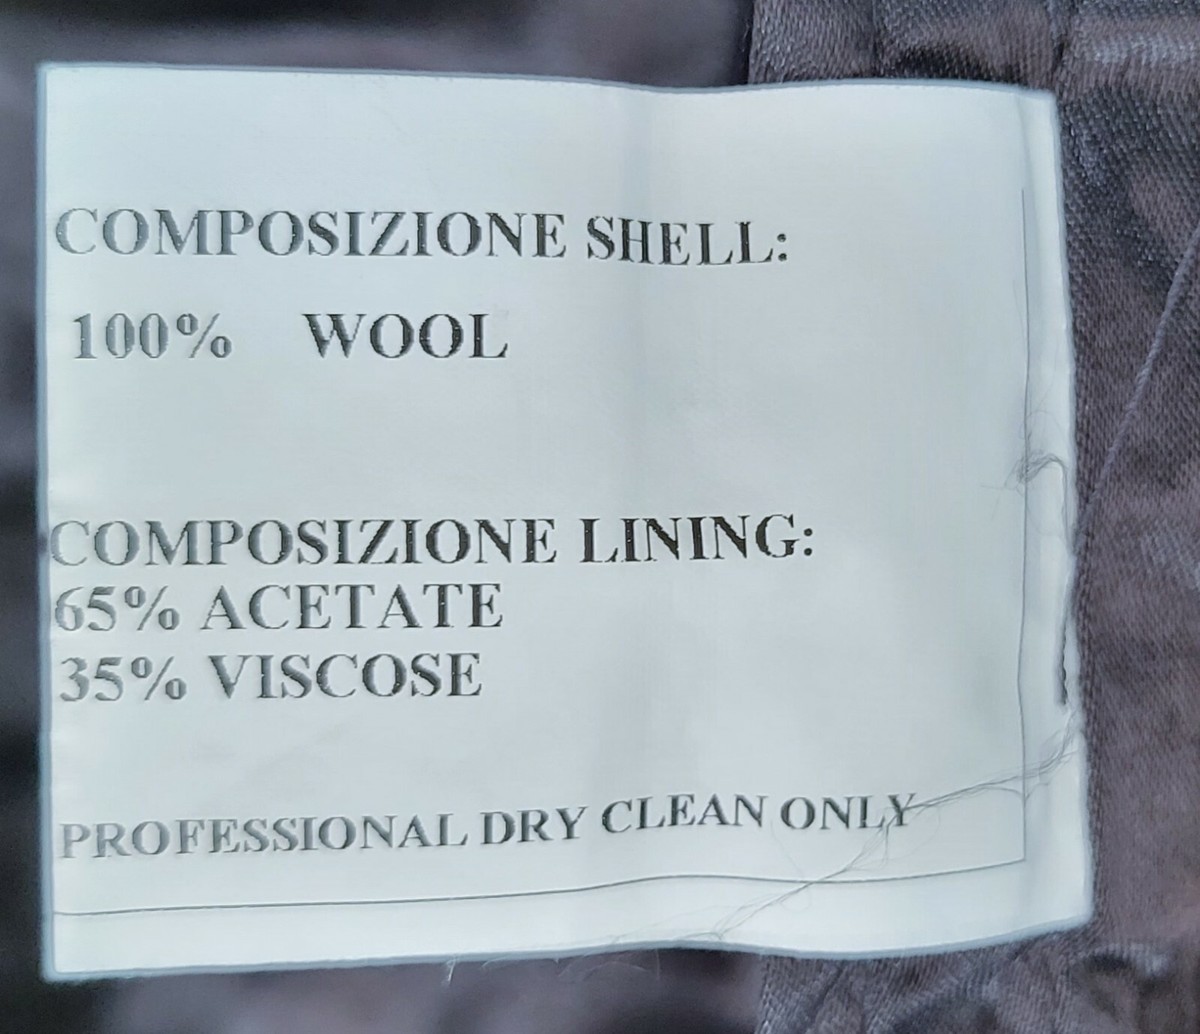 COMPOSIZIONE SHELL:
100% WOOL
COMPOSIZIONE LINING:
65% ACETATE
35% VISCOSE
PROFESSIONAL DRY CLEAN ONLY